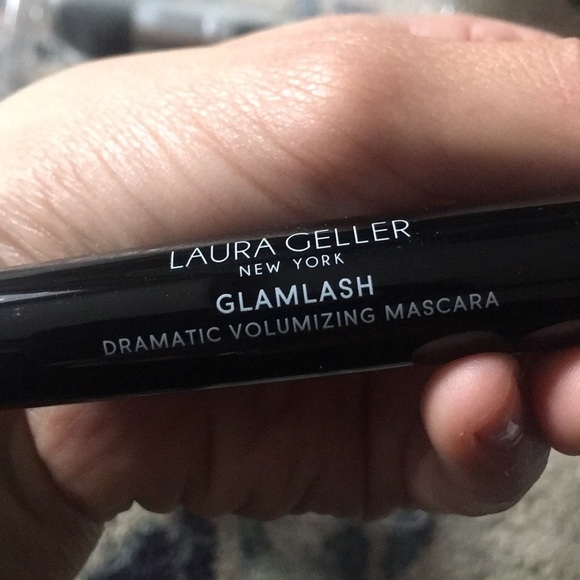 LAURA GELLER
NEW YORK
GLAMLASH
DRAMATIC VOLUMIZING MASCARA